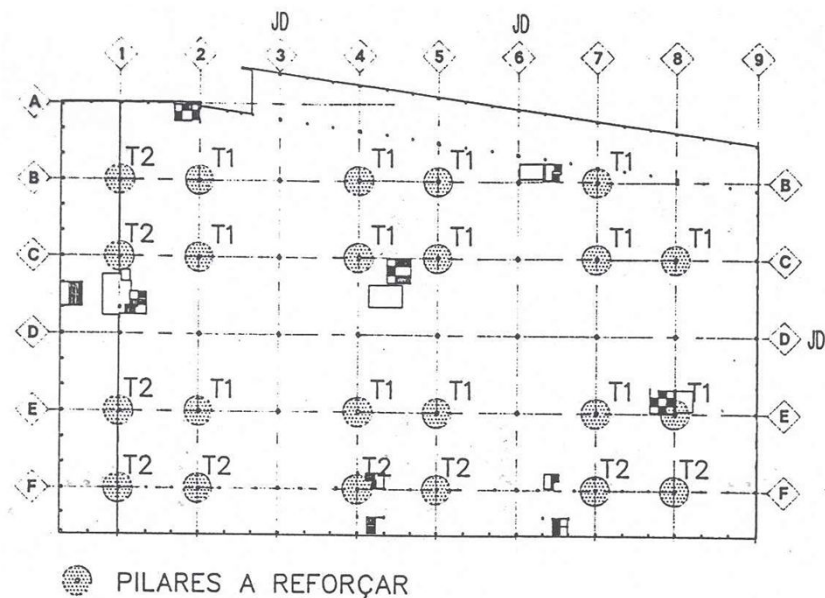 JD JD
1 2 3 4 5 6 7 8 9
A
B T2 T1 T1 T1 T1 B
C T2 T1 T1 T1 T1 T1 C
D D JD
E T2 T1 T1 T1 T1 T1 E
F T2 T2 T2 T2 T2 T2 F
PILARES A REFORÇAR